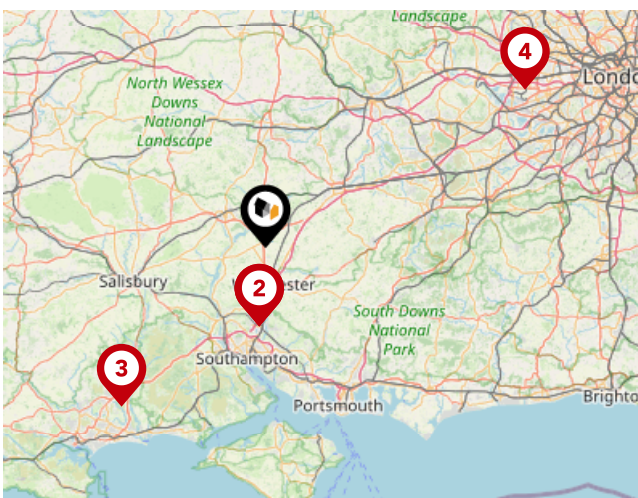 Landscape
4
Londo
North Wessex
Downs
National
Landscape
Salisbury
W
ester
2
South Downs
National
Park
Southampton
3
Portsmouth
Brighto